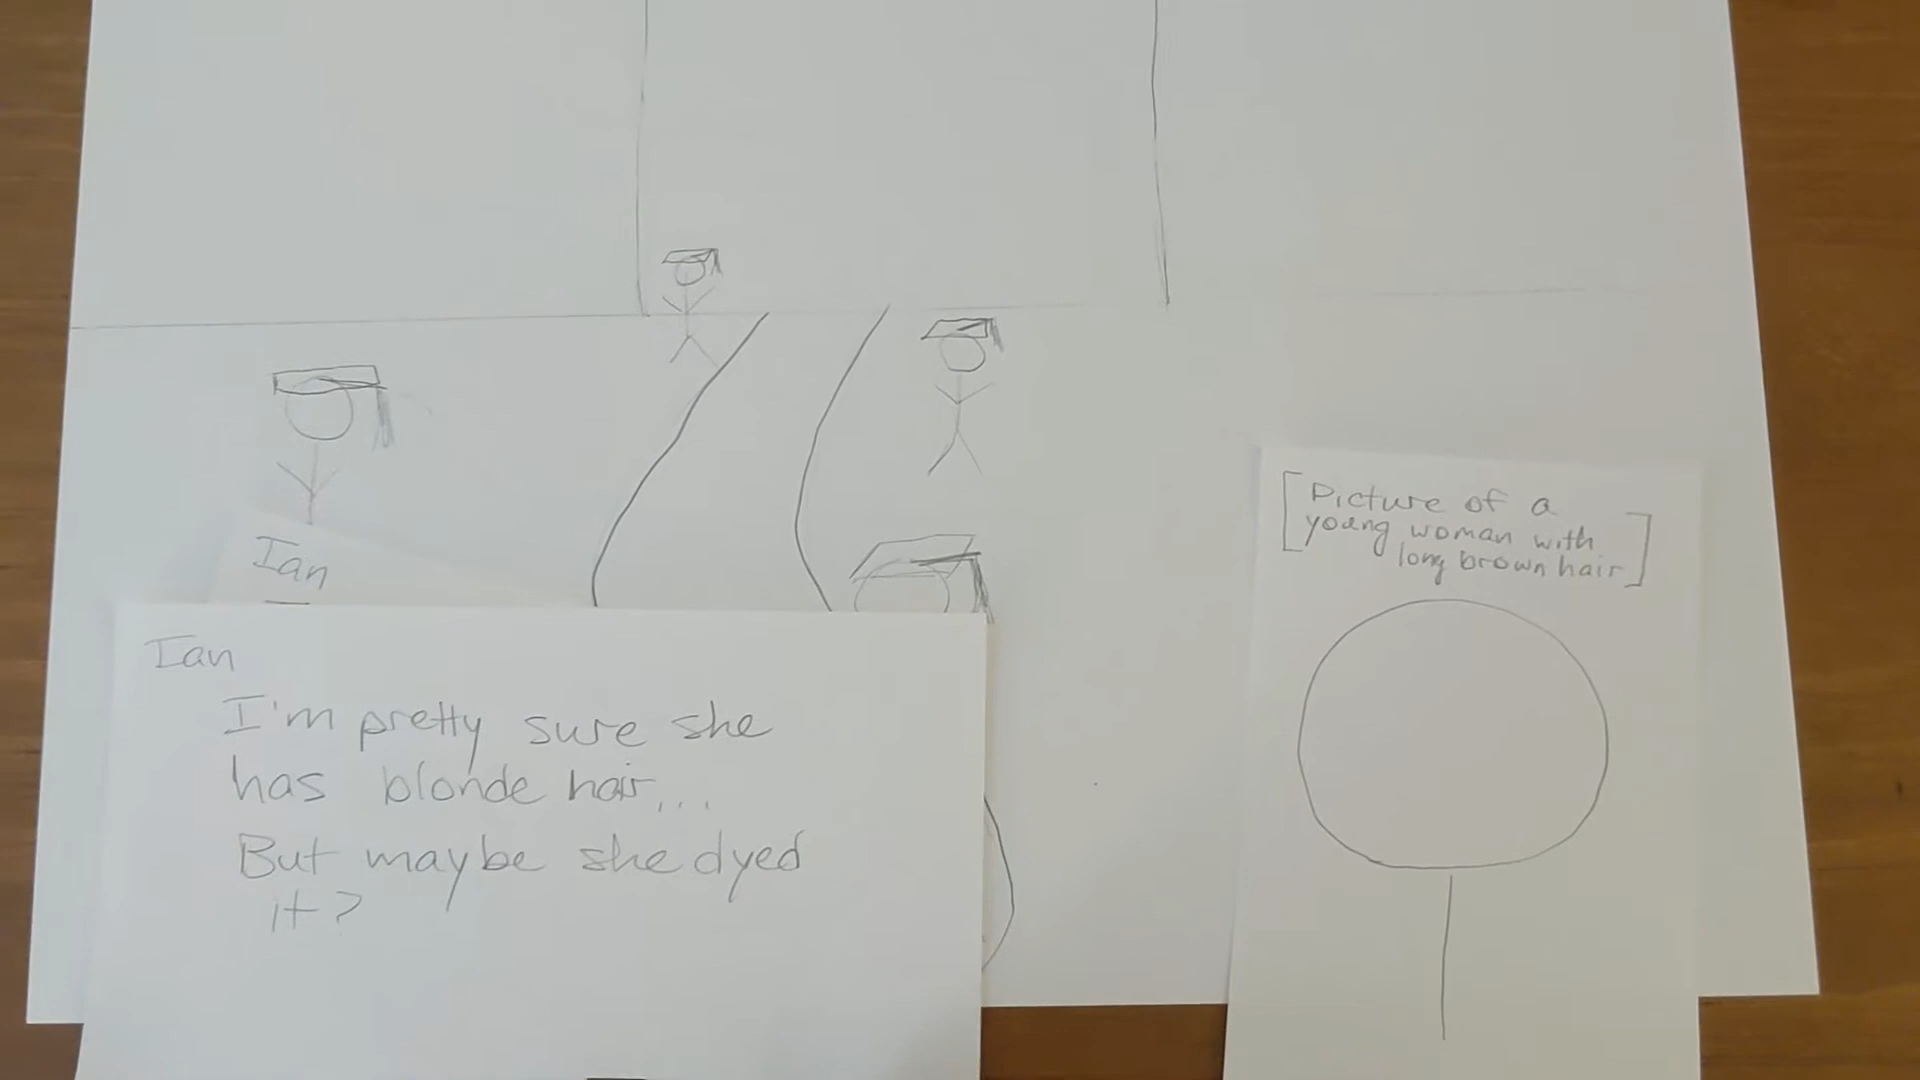 Ian
Ian
I'm pretty sure she
has blonde hair...
But maybe she dyed
it?
[Picture of a
young woman with
long brown hair]